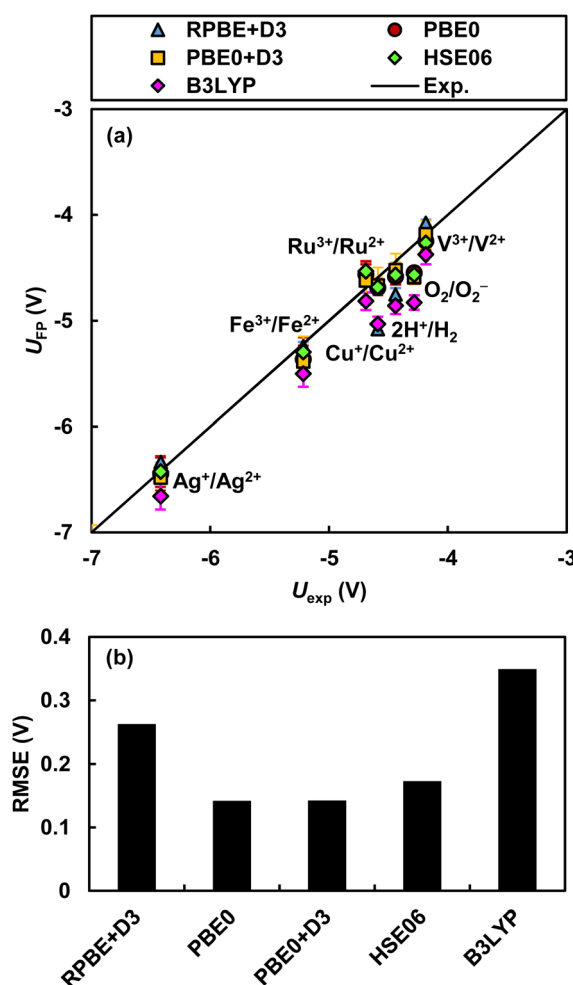 RPBE+D3 PBE0
PBE0+D3 HSE06
B3LYP Exp.
(a)
-3
-4
-5
-6
-7
U_FP (V)
Ru³⁺/Ru²⁺
V³⁺/V²⁺
O₂/O₂⁻
Fe³⁺/Fe²⁺
2H⁺/H₂
Cu⁺/Cu²⁺
Ag⁺/Ag²⁺
-7 -6 -5 -4 -3
U_exp (V)
(b)
0.4
0.3
0.2
0.1
0
RMSE (V)
RPBE+D3 PBE0 PBE0+D3 HSE06 B3LYP